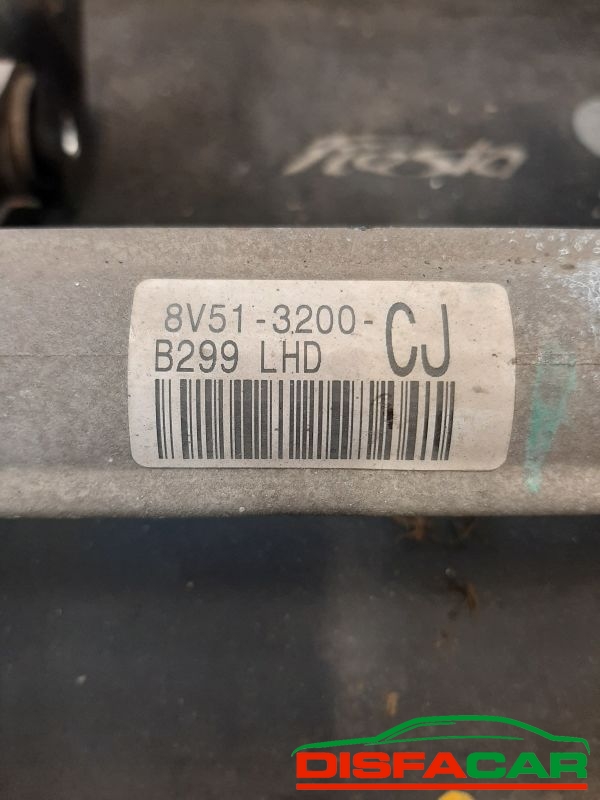 Fiesta
8V51-3200-CJ
B299 LHD
DISFACAR